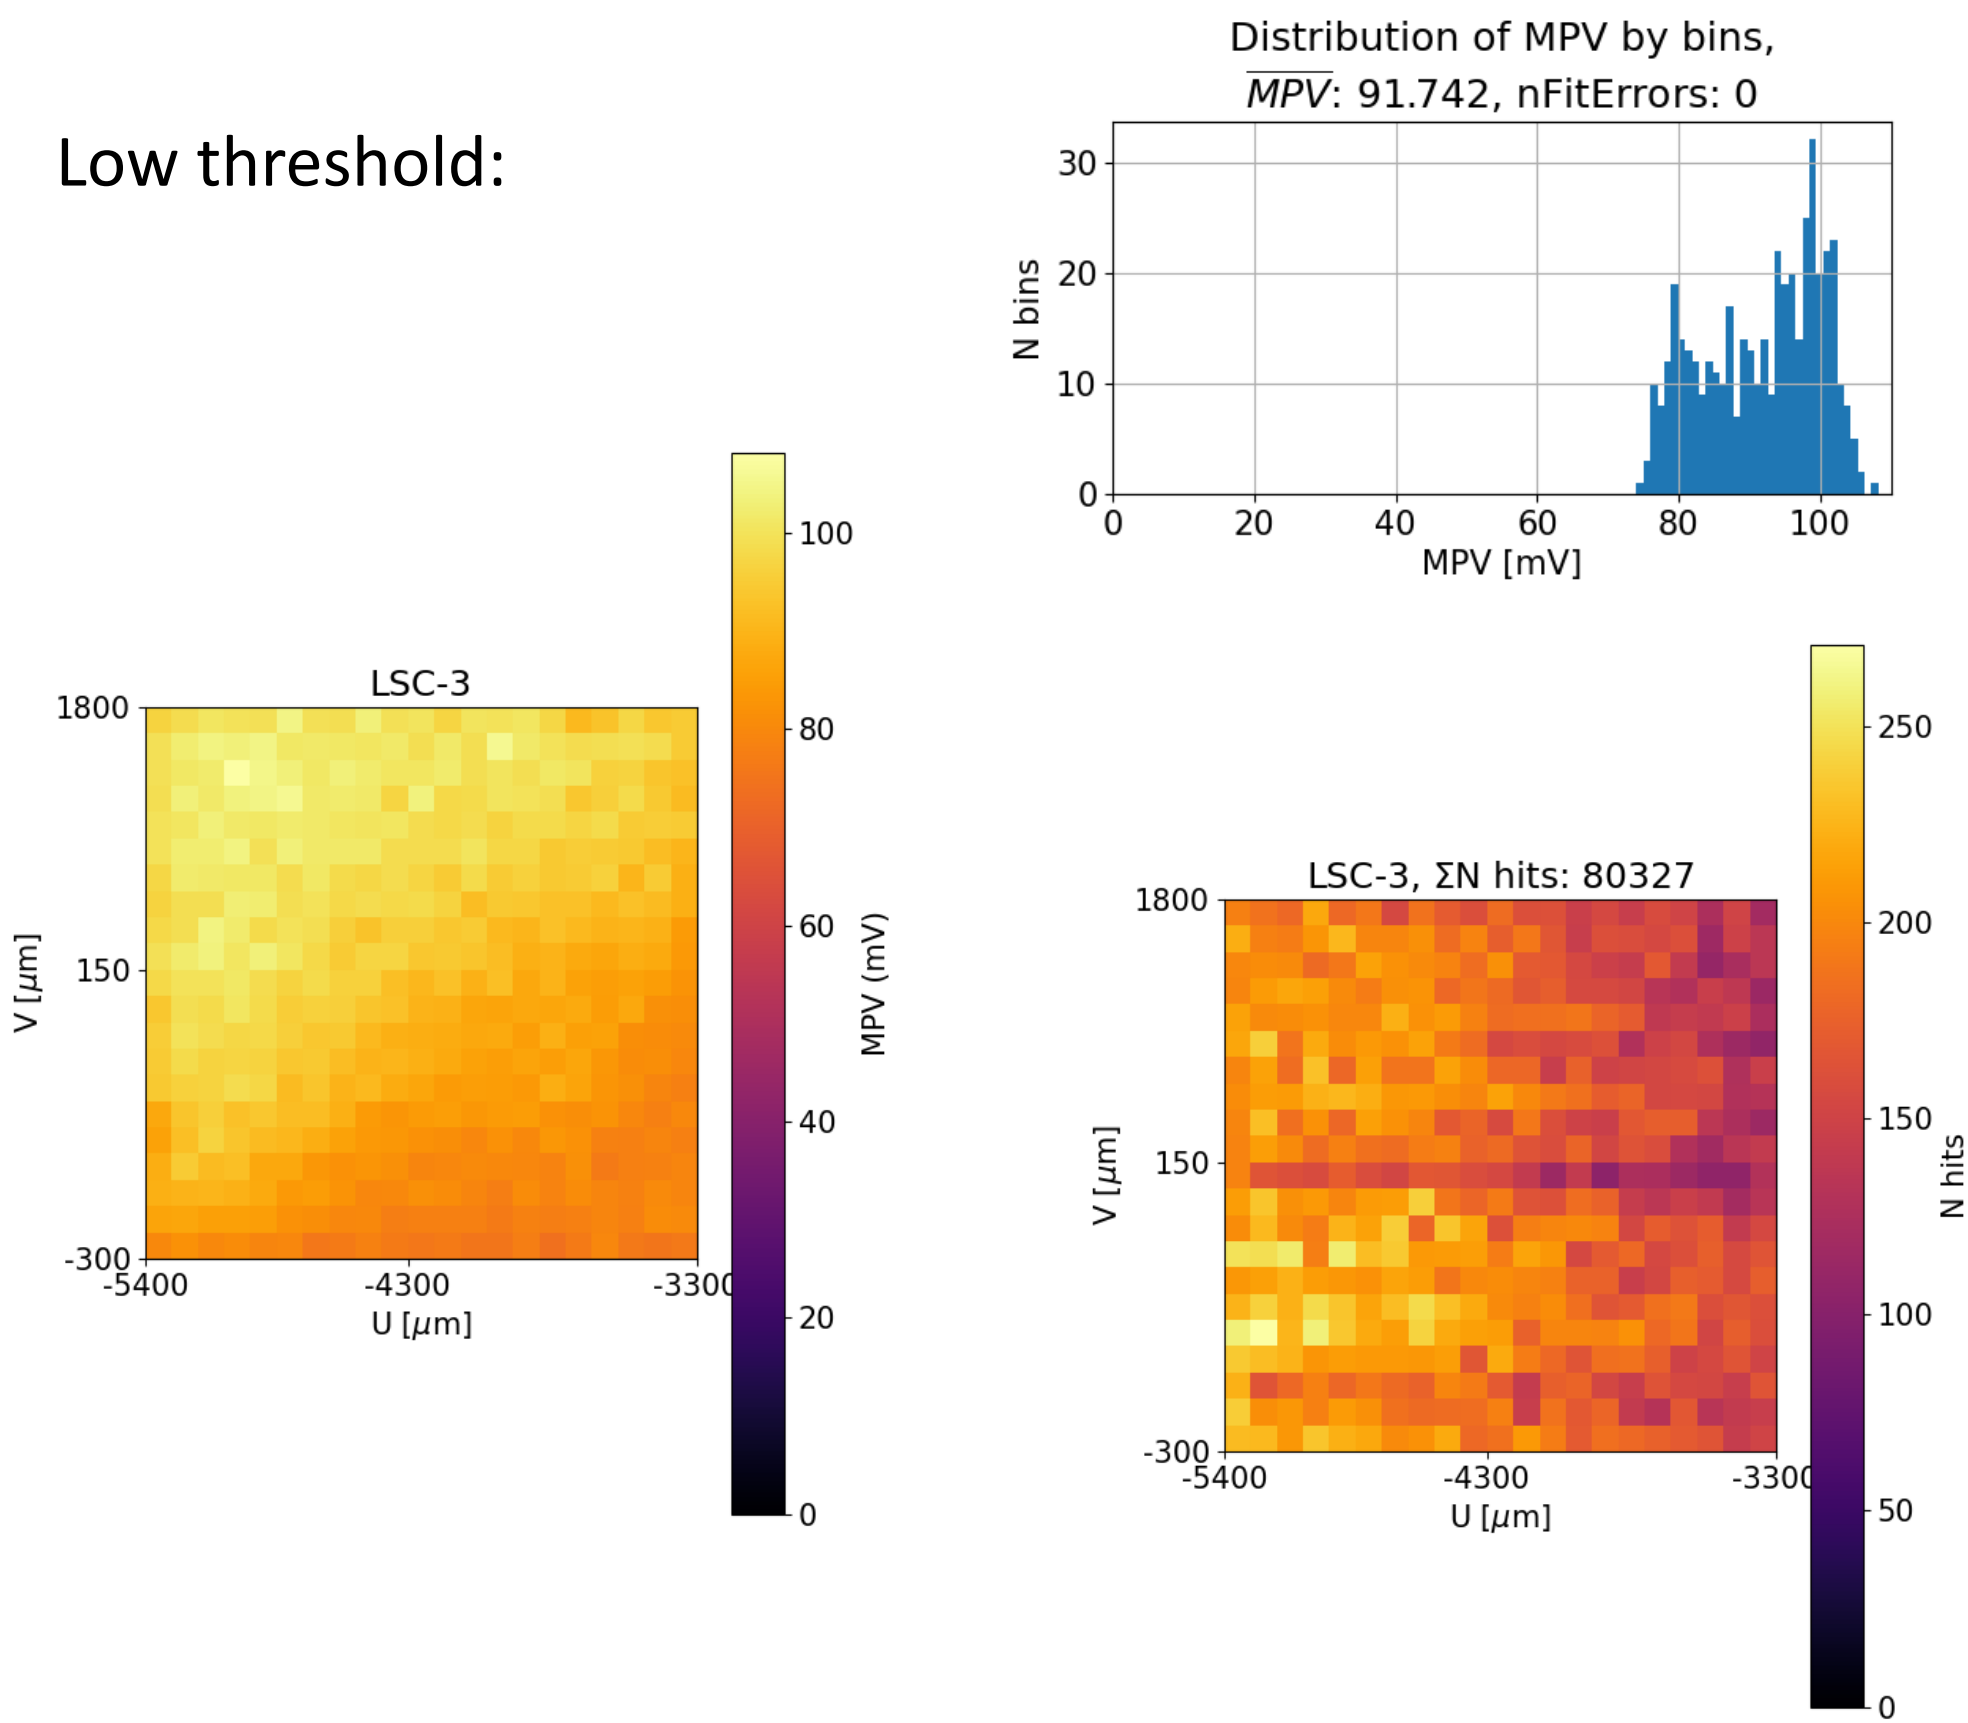 Low threshold:
Distribution of MPV by bins,
MPV: 91.742, nFitErrors: 0
N bins
30
20
10
0
0 20 40 60 80 100
MPV [mV]
LSC-3
V [μm]
1800
150
-300
-5400 -4300 -3300
U [μm]
100
80
60
40
20
0
MPV (mV)
LSC-3, ΣN hits: 80327
V [μm]
1800
150
-300
-5400 -4300 -3300
U [μm]
250
200
150
100
50
0
N hits